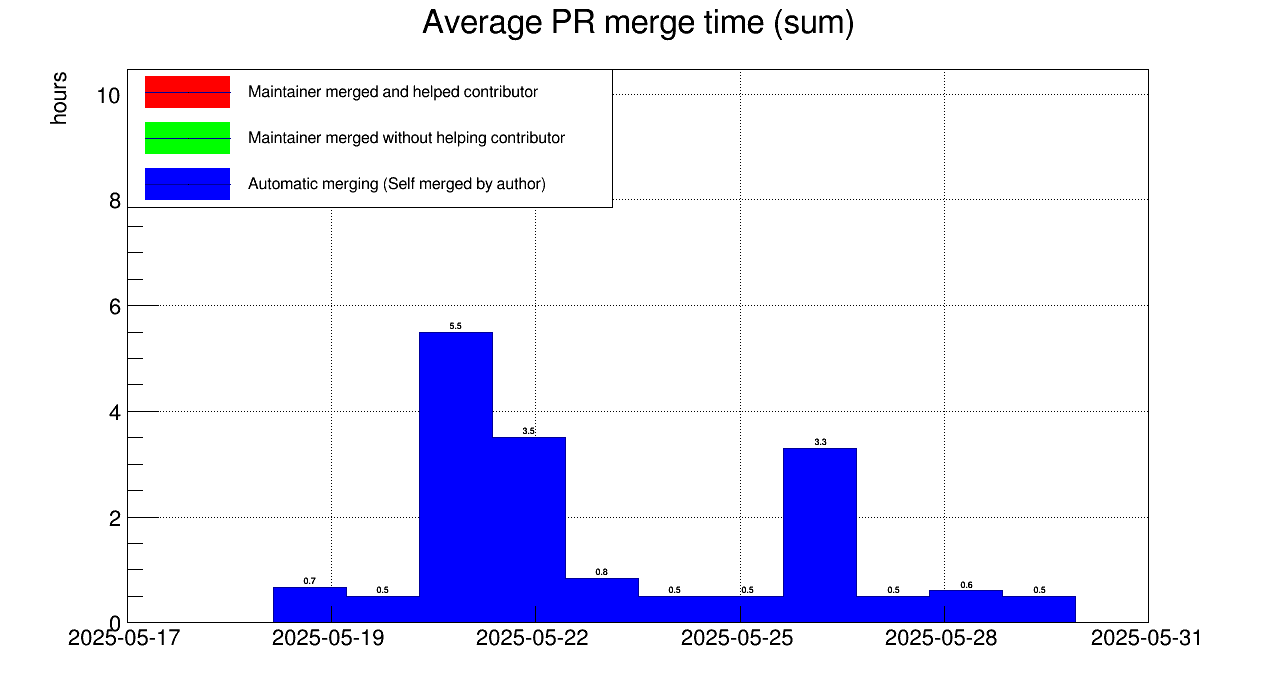 Average PR merge time (sum)
hours
Maintainer merged and helped contributor
Maintainer merged without helping contributor
Automatic merging (Self merged by author)
10
8
6
4
2
0
5.5
3.5
3.3
0.8
0.7
0.5
0.5
0.5
0.5
0.6
0.5
2025-05-17 2025-05-19 2025-05-22 2025-05-25 2025-05-28 2025-05-31